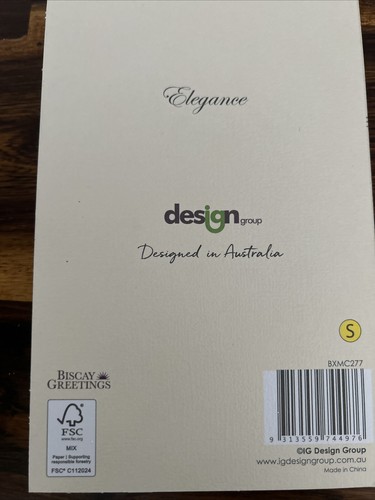 Elegance
design group
Designed in Australia
S
BXMC277
BISCAY
GREETINGS
9 313559 744976
FSC
www.fsc.org
MIX
Paper | Supporting
responsible forestry
FSC® C112024
©IG Design Group
www.igdesigngroup.com.au
Made in China